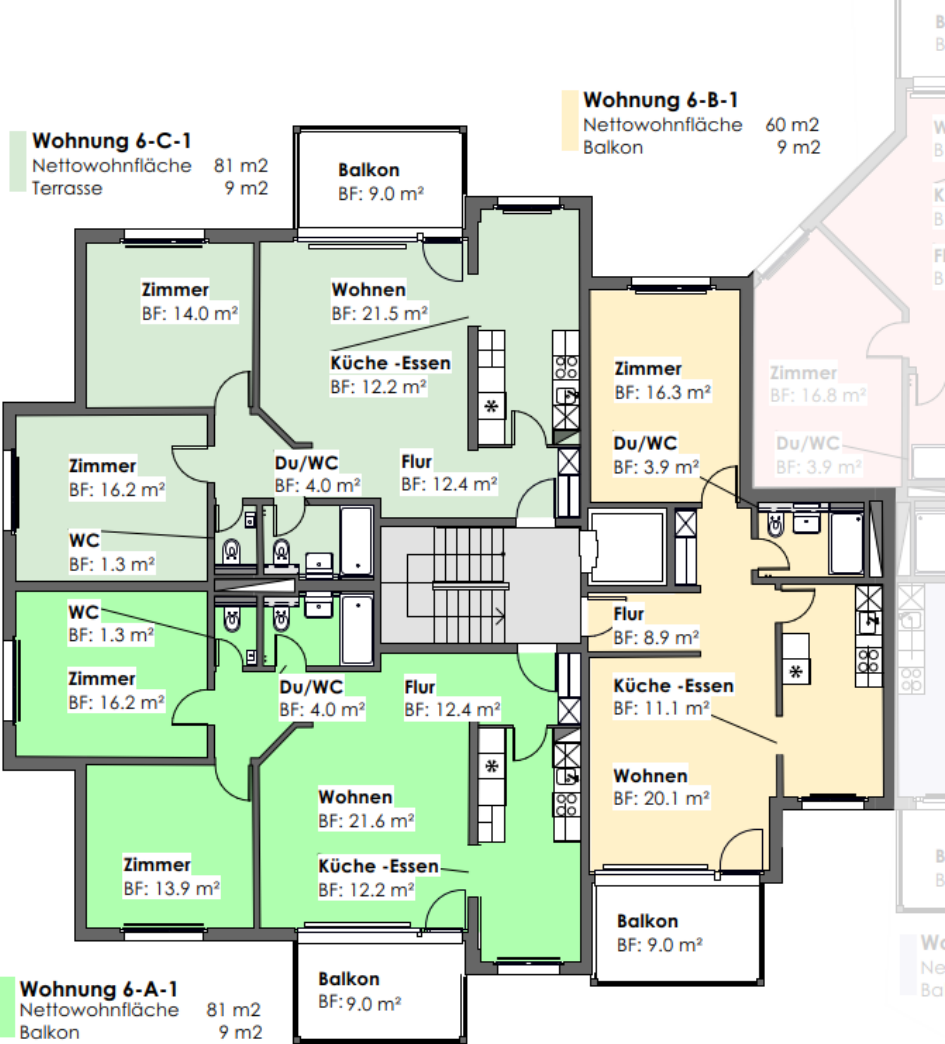 Wohnung 6-B-1
Nettowohnfläche 60 m2
Balkon 9 m2
Wohnung 6-C-1
Nettowohnfläche 81 m2
Terrasse 9 m2
Balkon
BF: 9.0 m²
Zimmer
BF: 14.0 m²
Wohnen
BF: 21.5 m²
Küche -Essen
BF: 12.2 m²
Zimmer
BF: 16.3 m²
Zimmer
BF: 16.8 m²
Du/WC
BF: 3.9 m²
Du/WC
BF: 3.9 m²
Zimmer
BF: 16.2 m²
Du/WC
BF: 4.0 m²
Flur
BF: 12.4 m²
WC
BF: 1.3 m²
WC
BF: 1.3 m²
Flur
BF: 8.9 m²
Zimmer
BF: 16.2 m²
Du/WC
BF: 4.0 m²
Flur
BF: 12.4 m²
Küche -Essen
BF: 11.1 m²
Wohnen
BF: 20.1 m²
Wohnen
BF: 21.6 m²
Zimmer
BF: 13.9 m²
Küche -Essen
BF: 12.2 m²
Balkon
BF: 9.0 m²
Balkon
BF: 9.0 m²
Wohnung 6-A-1
Nettowohnfläche 81 m2
Balkon 9 m2